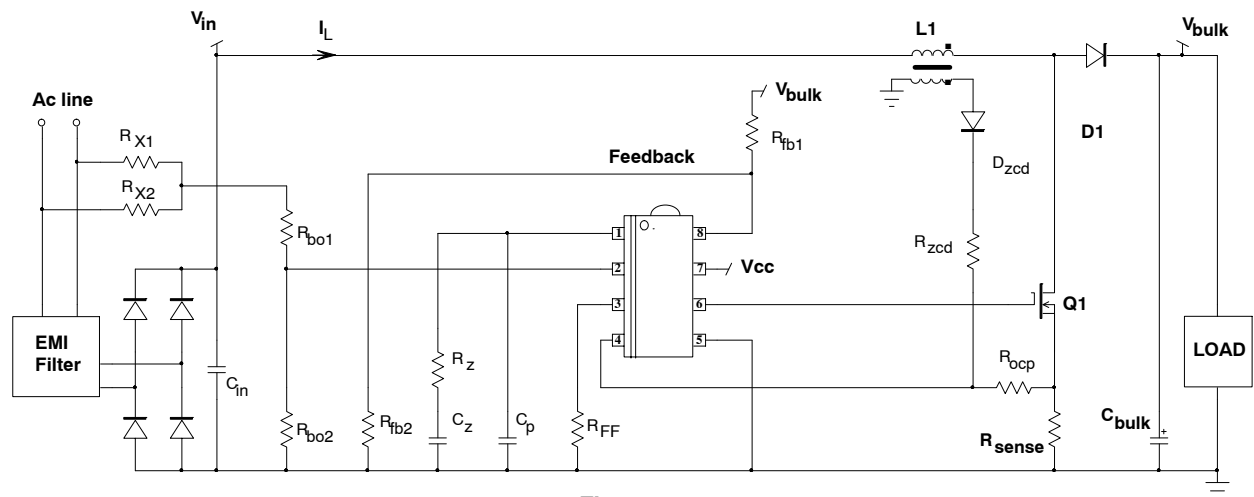 Vin
IL
L1
Vbulk
Ac line
RX1
RX2
Vbulk
Rfb1
D1
Feedback
Dzcd
Rbo1
Rzcd
1
8
2
7
Vcc
3
6
Q1
4
5
EMI
Filter
Rz
Rocp
LOAD
Cin
Rbo2
Rfb2
Cz
Cp
RFF
Rsense
Cbulk
+